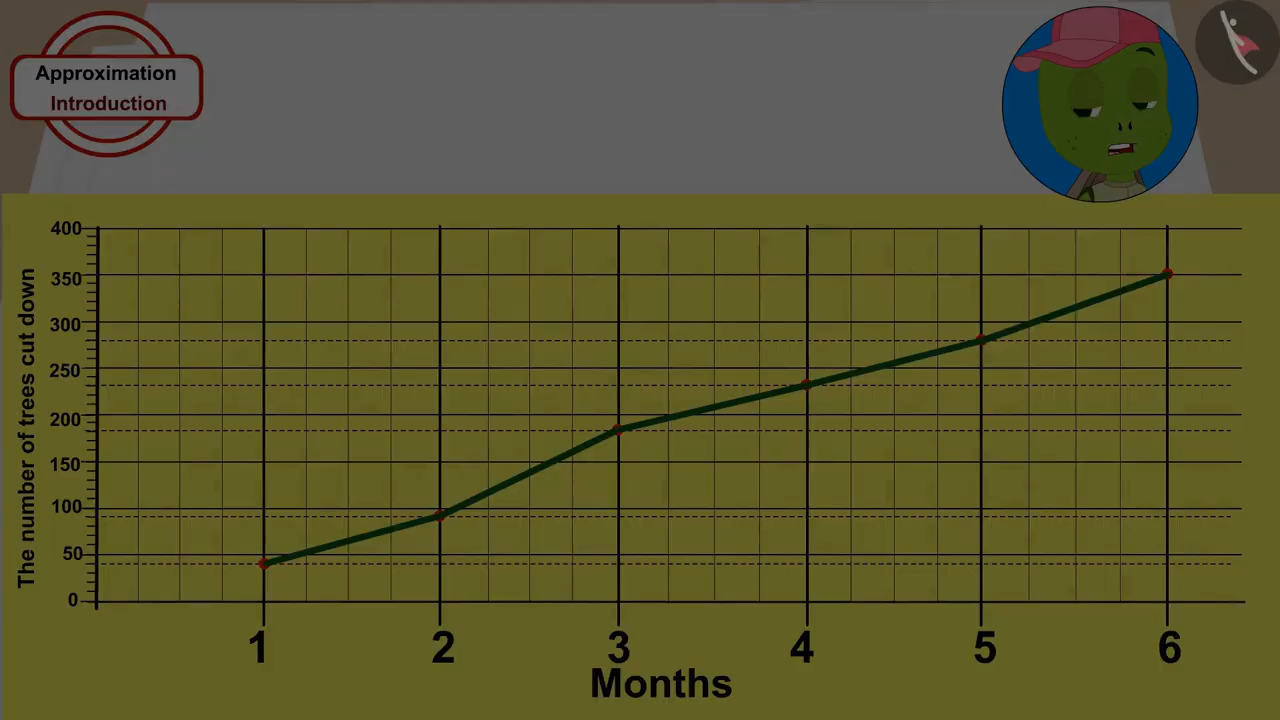 Approximation
Introduction
The number of trees cut down
400
350
300
250
200
150
100
50
0
1 2 3 4 5 6
Months